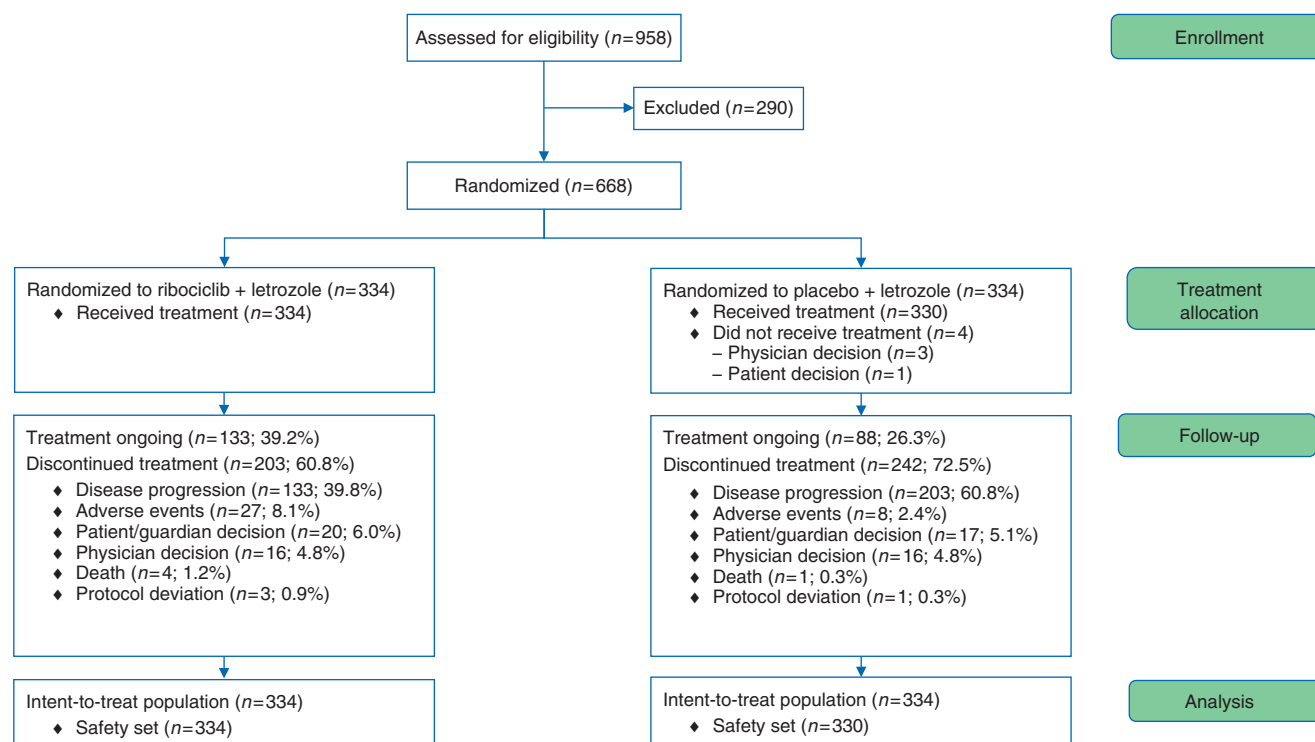 Assessed for eligibility (n=958)
Enrollment
Excluded (n=290)
Randomized (n=668)
Randomized to ribociclib + letrozole (n=334)
♦ Received treatment (n=334)
Randomized to placebo + letrozole (n=334)
♦ Received treatment (n=330)
♦ Did not receive treatment (n=4)
– Physician decision (n=3)
– Patient decision (n=1)
Treatment
allocation
Treatment ongoing (n=133; 39.2%)
Discontinued treatment (n=203; 60.8%)
♦ Disease progression (n=133; 39.8%)
♦ Adverse events (n=27; 8.1%)
♦ Patient/guardian decision (n=20; 6.0%)
♦ Physician decision (n=16; 4.8%)
♦ Death (n=4; 1.2%)
♦ Protocol deviation (n=3; 0.9%)
Treatment ongoing (n=88; 26.3%)
Discontinued treatment (n=242; 72.5%)
♦ Disease progression (n=203; 60.8%)
♦ Adverse events (n=8; 2.4%)
♦ Patient/guardian decision (n=17; 5.1%)
♦ Physician decision (n=16; 4.8%)
♦ Death (n=1; 0.3%)
♦ Protocol deviation (n=1; 0.3%)
Follow-up
Intent-to-treat population (n=334)
♦ Safety set (n=334)
Intent-to-treat population (n=334)
♦ Safety set (n=330)
Analysis